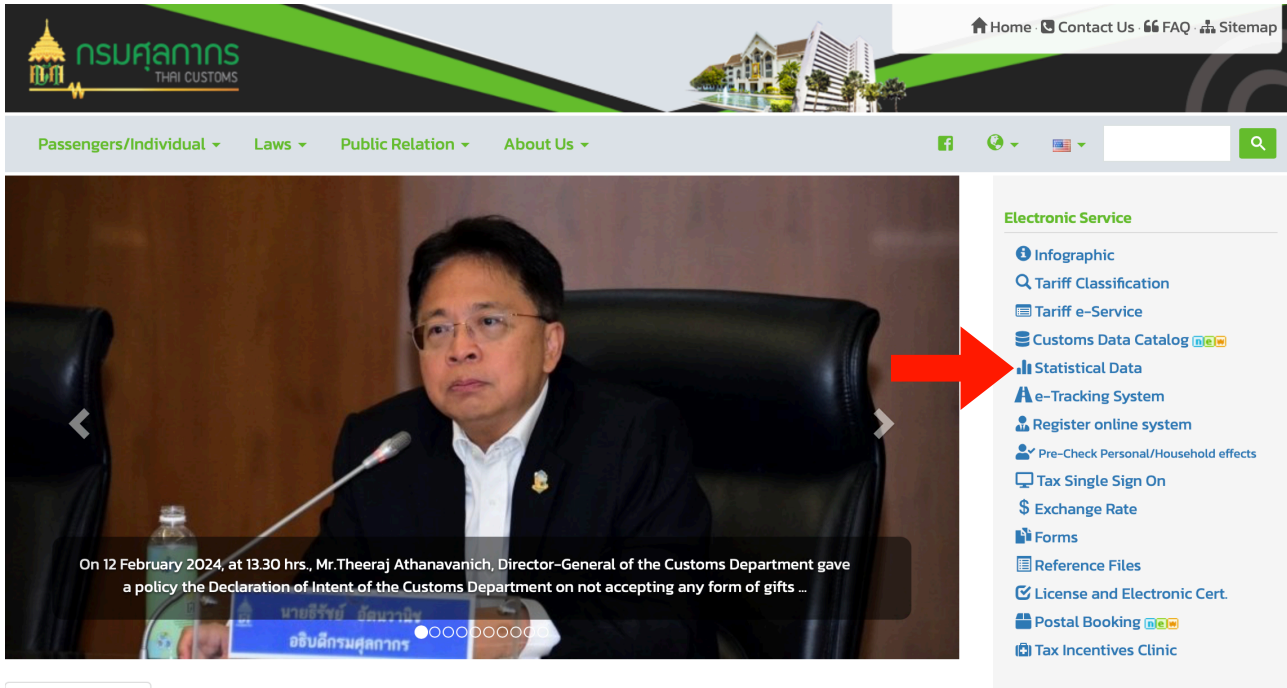 Home · Contact Us · FAQ · Sitemap
กรมศุลกากร
THAI CUSTOMS
Passengers/Individual
Laws
Public Relation
About Us
Electronic Service
Infographic
Tariff Classification
Tariff e-Service
Customs Data Catalog new
Statistical Data
e-Tracking System
Register online system
Pre-Check Personal/Household effects
Tax Single Sign On
Exchange Rate
Forms
Reference Files
License and Electronic Cert.
Postal Booking new
Tax Incentives Clinic
On 12 February 2024, at 13.30 hrs., Mr.Theeraj Athanavanich, Director-General of the Customs Department gave
a policy the Declaration of Intent of the Customs Department on not accepting any form of gifts ...
นายธีรัชย์ อัตนวานิช
อธิบดีกรมศุลกากร